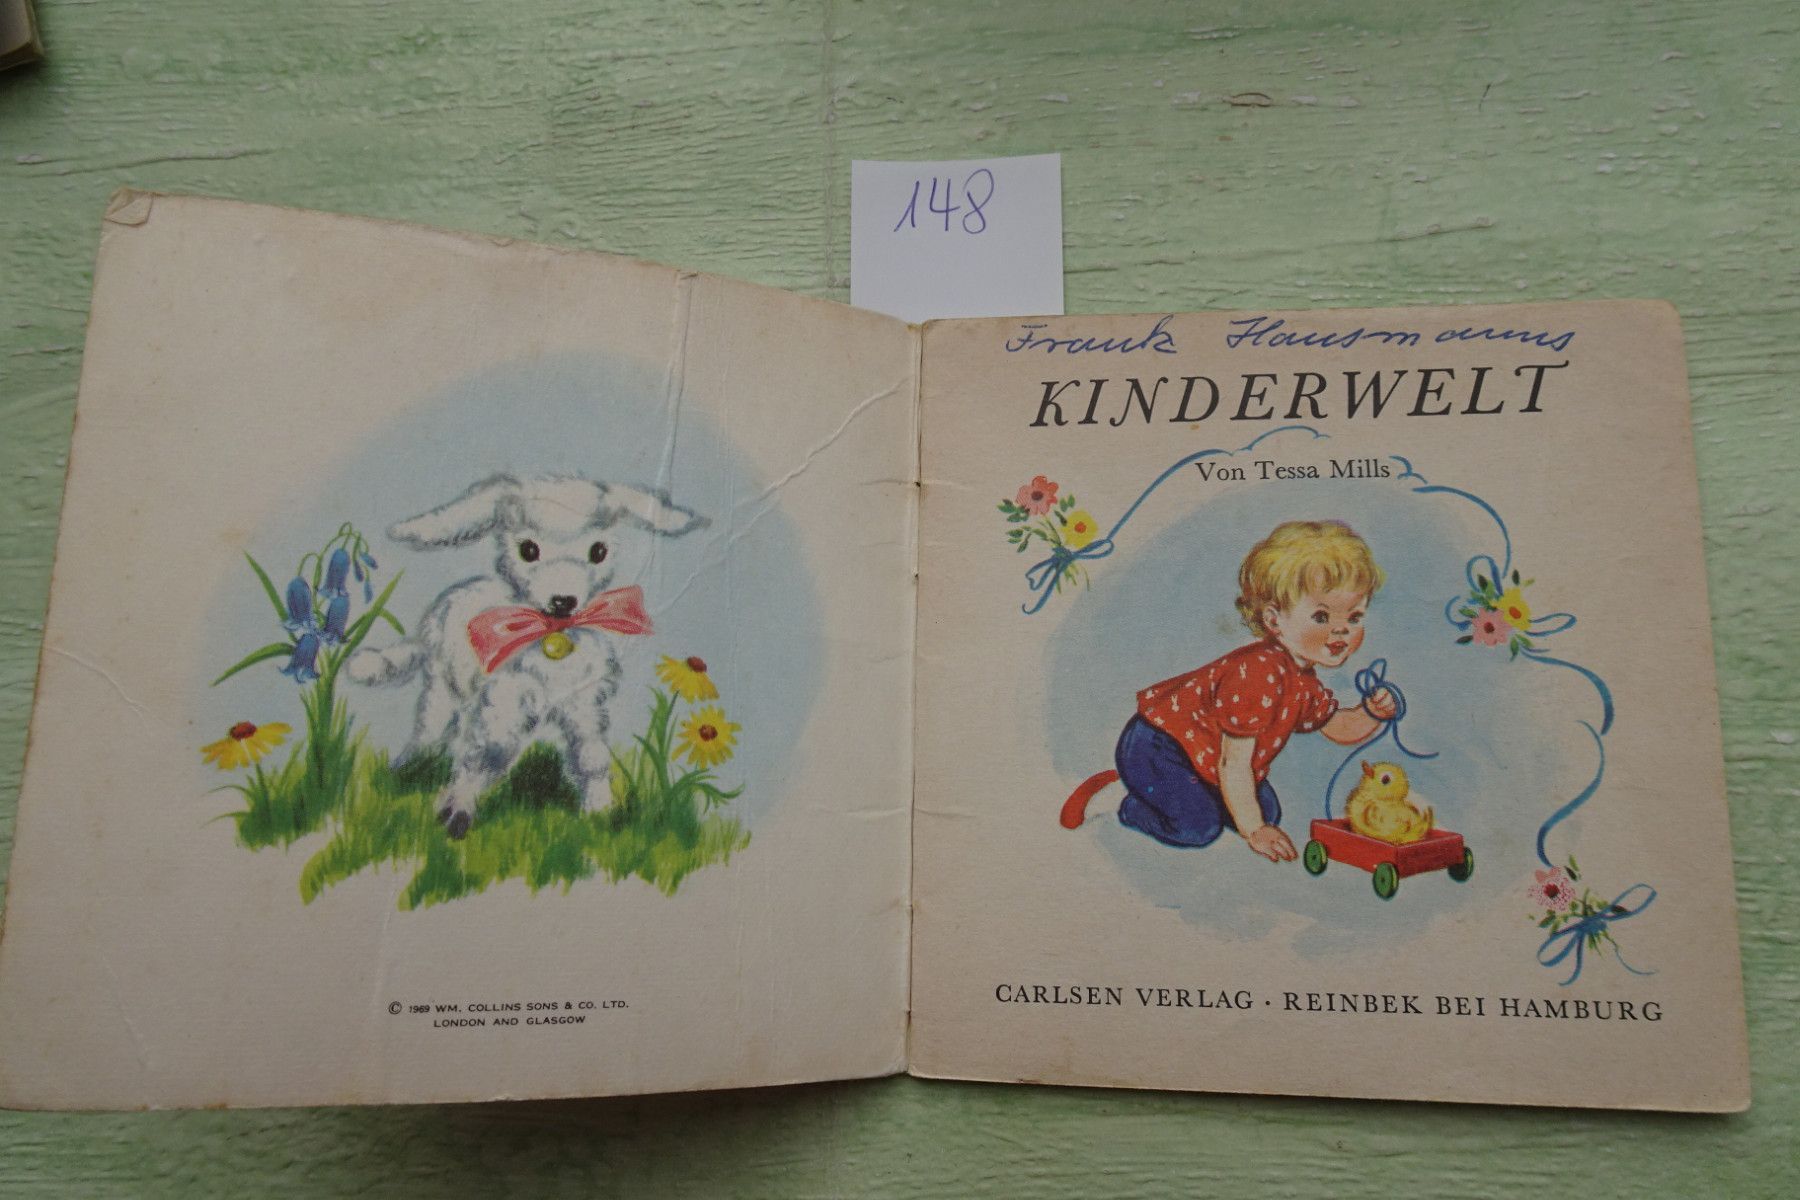 148
Frank Hausmanns
KINDERWELT
Von Tessa Mills
CARLSEN VERLAG · REINBEK BEI HAMBURG
© 1969 WM. COLLINS SONS & CO. LTD.
LONDON AND GLASGOW